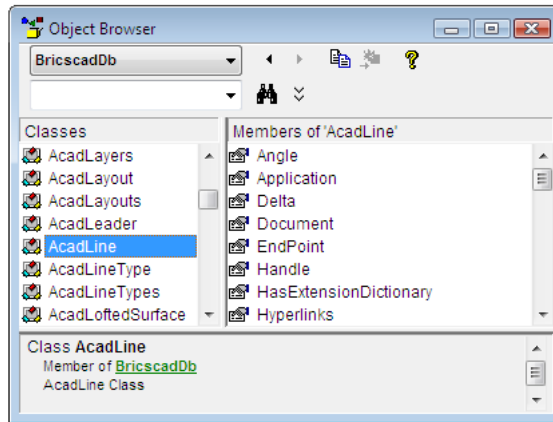 Object Browser
BricscadDb
Classes
Members of 'AcadLine'
AcadLayers
AcadLayout
AcadLayouts
AcadLeader
AcadLine
AcadLineType
AcadLineTypes
AcadLoftedSurface
Angle
Application
Delta
Document
EndPoint
Handle
HasExtensionDictionary
Hyperlinks
Class AcadLine
Member of BricscadDb
AcadLine Class